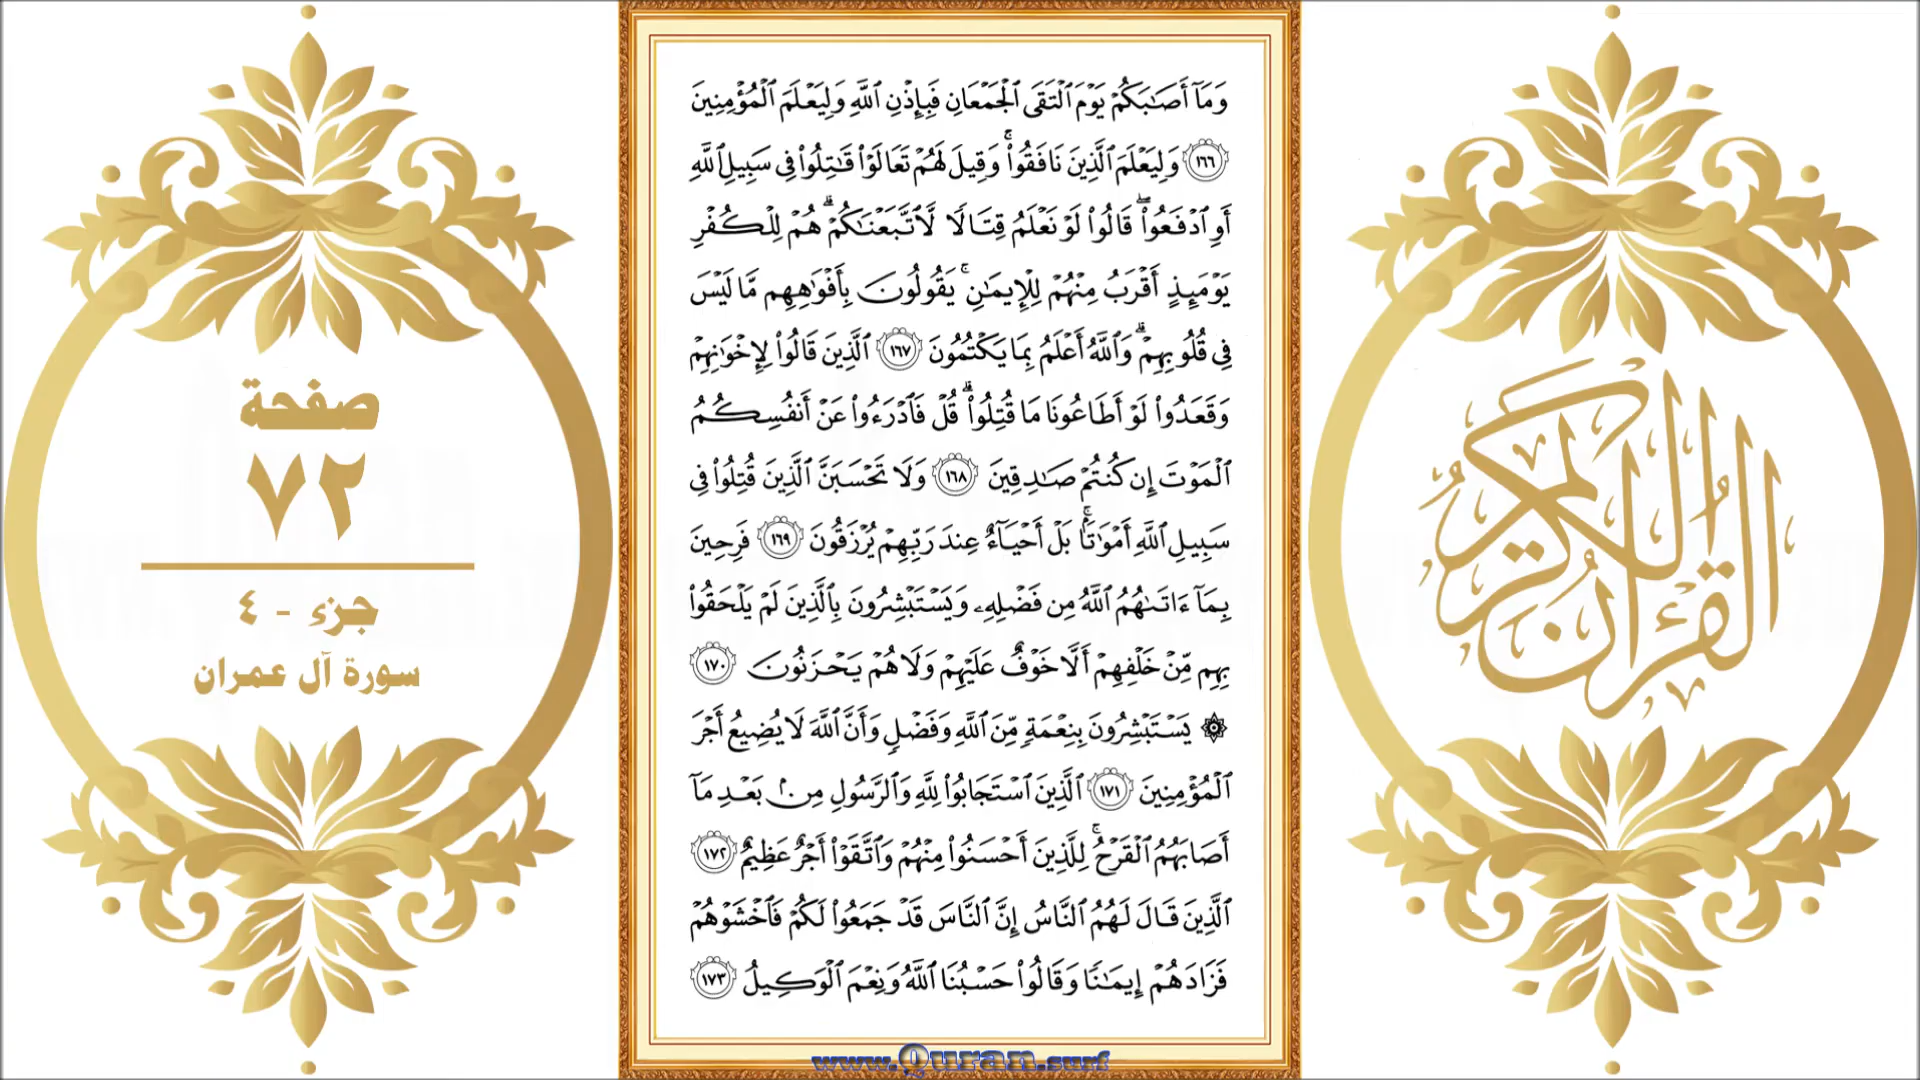 وَمَآ أَصَٰبَكُمْ يَوْمَ ٱلْتَقَى ٱلْجَمْعَانِ فَبِإِذْنِ ٱللَّهِ وَلِيَعْلَمَ ٱلْمُؤْمِنِينَ
١٦٦ وَلِيَعْلَمَ ٱلَّذِينَ نَافَقُوا۟ ۚ وَقِيلَ لَهُمْ تَعَالَوْا۟ قَٰتِلُوا۟ فِى سَبِيلِ ٱللَّهِ
أَوِ ٱدْفَعُوا۟ ۖ قَالُوا۟ لَوْ نَعْلَمُ قِتَالًا لَّٱتَّبَعْنَٰكُمْ ۗ هُمْ لِلْكُفْرِ
يَوْمَئِذٍ أَقْرَبُ مِنْهُمْ لِلْإِيمَٰنِ ۚ يَقُولُونَ بِأَفْوَٰهِهِم مَّا لَيْسَ
فِى قُلُوبِهِمْ ۗ وَٱللَّهُ أَعْلَمُ بِمَا يَكْتُمُونَ ١٦٧ ٱلَّذِينَ قَالُوا۟ لِإِخْوَٰنِهِمْ
وَقَعَدُوا۟ لَوْ أَطَاعُونَا مَا قُتِلُوا۟ ۗ قُلْ فَٱدْرَءُوا۟ عَنْ أَنفُسِكُمُ
ٱلْمَوْتَ إِن كُنتُمْ صَٰدِقِينَ ١٦٨ وَلَا تَحْسَبَنَّ ٱلَّذِينَ قُتِلُوا۟ فِى
سَبِيلِ ٱللَّهِ أَمْوَٰتًۢا ۚ بَلْ أَحْيَآءٌ عِندَ رَبِّهِمْ يُرْزَقُونَ ١٦٩ فَرِحِينَ
بِمَآ ءَاتَىٰهُمُ ٱللَّهُ مِن فَضْلِهِۦ وَيَسْتَبْشِرُونَ بِٱلَّذِينَ لَمْ يَلْحَقُوا۟
بِهِم مِّنْ خَلْفِهِمْ أَلَّا خَوْفٌ عَلَيْهِمْ وَلَا هُمْ يَحْزَنُونَ ١٧٠
۞ يَسْتَبْشِرُونَ بِنِعْمَةٍ مِّنَ ٱللَّهِ وَفَضْلٍ وَأَنَّ ٱللَّهَ لَا يُضِيعُ أَجْرَ
ٱلْمُؤْمِنِينَ ١٧١ ٱلَّذِينَ ٱسْتَجَابُوا۟ لِلَّهِ وَٱلرَّسُولِ مِنۢ بَعْدِ مَآ
أَصَابَهُمُ ٱلْقَرْحُ ۚ لِلَّذِينَ أَحْسَنُوا۟ مِنْهُمْ وَٱتَّقَوْا۟ أَجْرٌ عَظِيمٌ ١٧٢
ٱلَّذِينَ قَالَ لَهُمُ ٱلنَّاسُ إِنَّ ٱلنَّاسَ قَدْ جَمَعُوا۟ لَكُمْ فَٱخْشَوْهُمْ
فَزَادَهُمْ إِيمَٰنًا وَقَالُوا۟ حَسْبُنَا ٱللَّهُ وَنِعْمَ ٱلْوَكِيلُ ١٧٣
القرآن الكريم
صفحة
٧٢
جزء - ٤
سورة آل عمران
www.Quran.surf